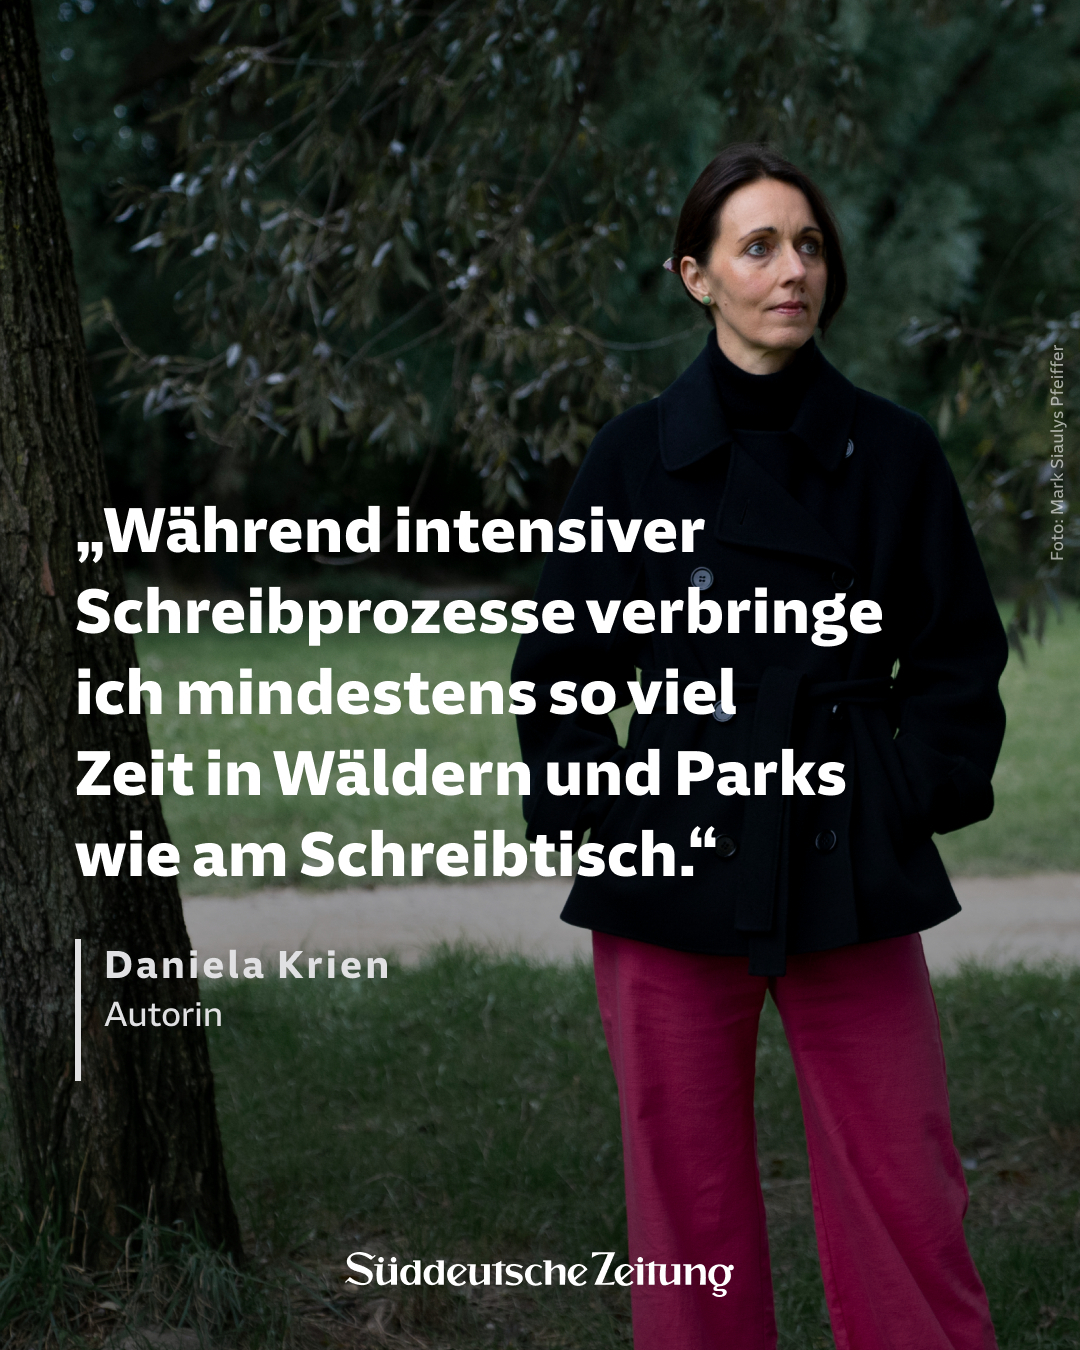 „Während intensiver
Schreibprozesse verbringe
ich mindestens so viel
Zeit in Wäldern und Parks
wie am Schreibtisch.“
Daniela Krien
Autorin
Foto: Mark Siaulys Pfeiffer
Süddeutsche Zeitung